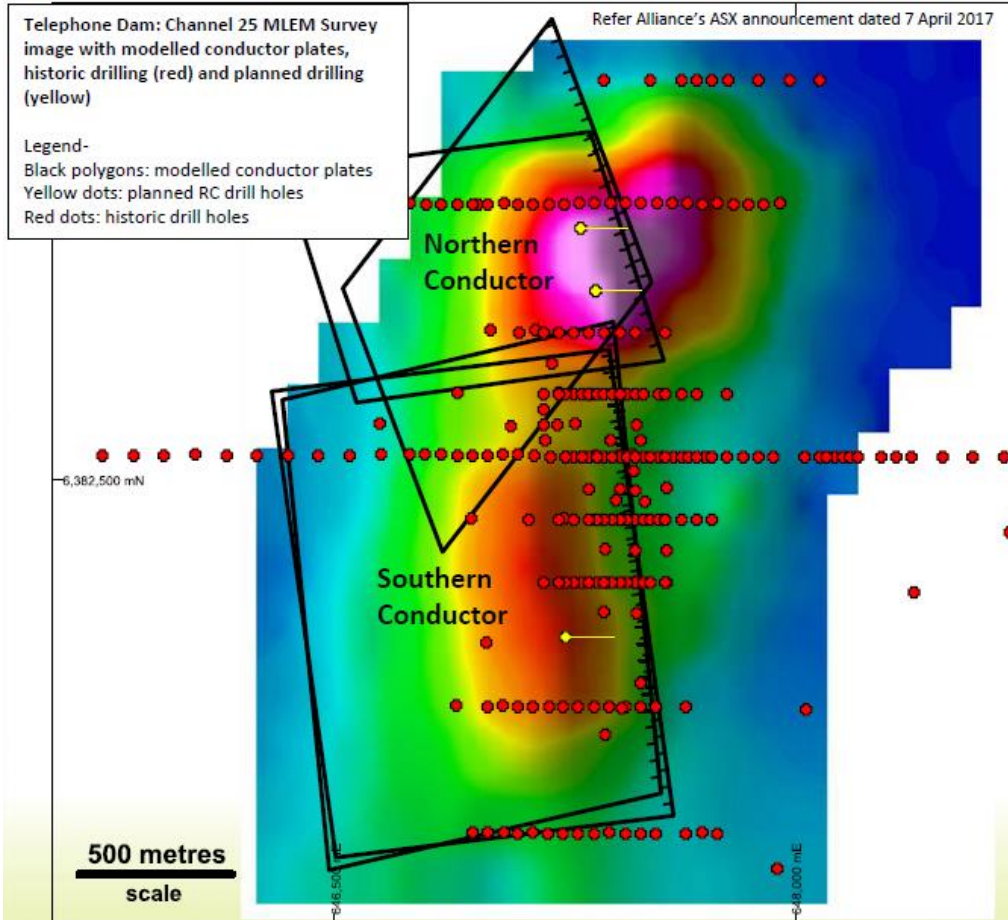 Telephone Dam: Channel 25 MLEM Survey
image with modelled conductor plates,
historic drilling (red) and planned drilling
(yellow)
Legend-
Black polygons: modelled conductor plates
Yellow dots: planned RC drill holes
Red dots: historic drill holes
Refer Alliance's ASX announcement dated 7 April 2017
Northern
Conductor
6,382,500 mN
Southern
Conductor
500 metres
scale
646,500 mE
648,000 mE